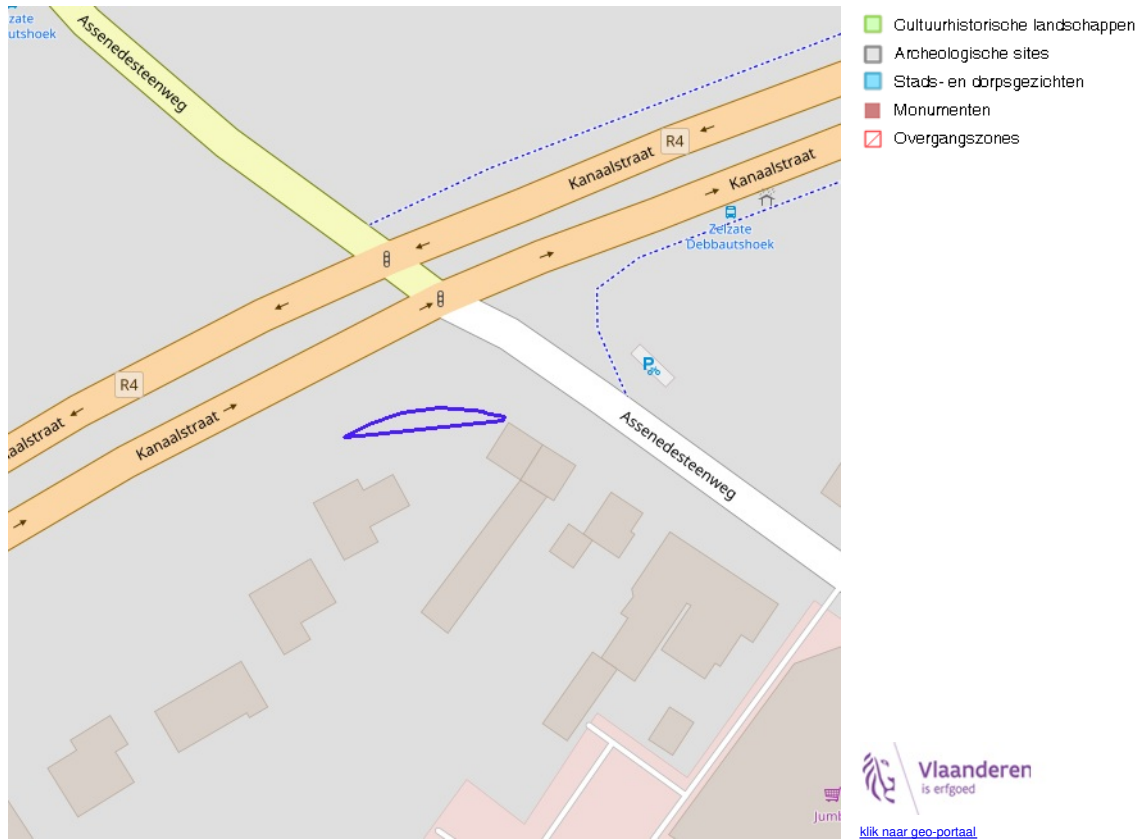 zate
utshoek
Assenedesteenweg
Kanaalstraat
R4
Kanaalstraat
Zelzate
Debbautshoek
R4
aalstraat
Kanaalstraat
P
Assenedesteenweg
Jumb
Cultuurhistorische landschappen
Archeologische sites
Stads- en dorpsgezichten
Monumenten
Overgangszones
Vlaanderen
is erfgoed
klik naar geo-portaal